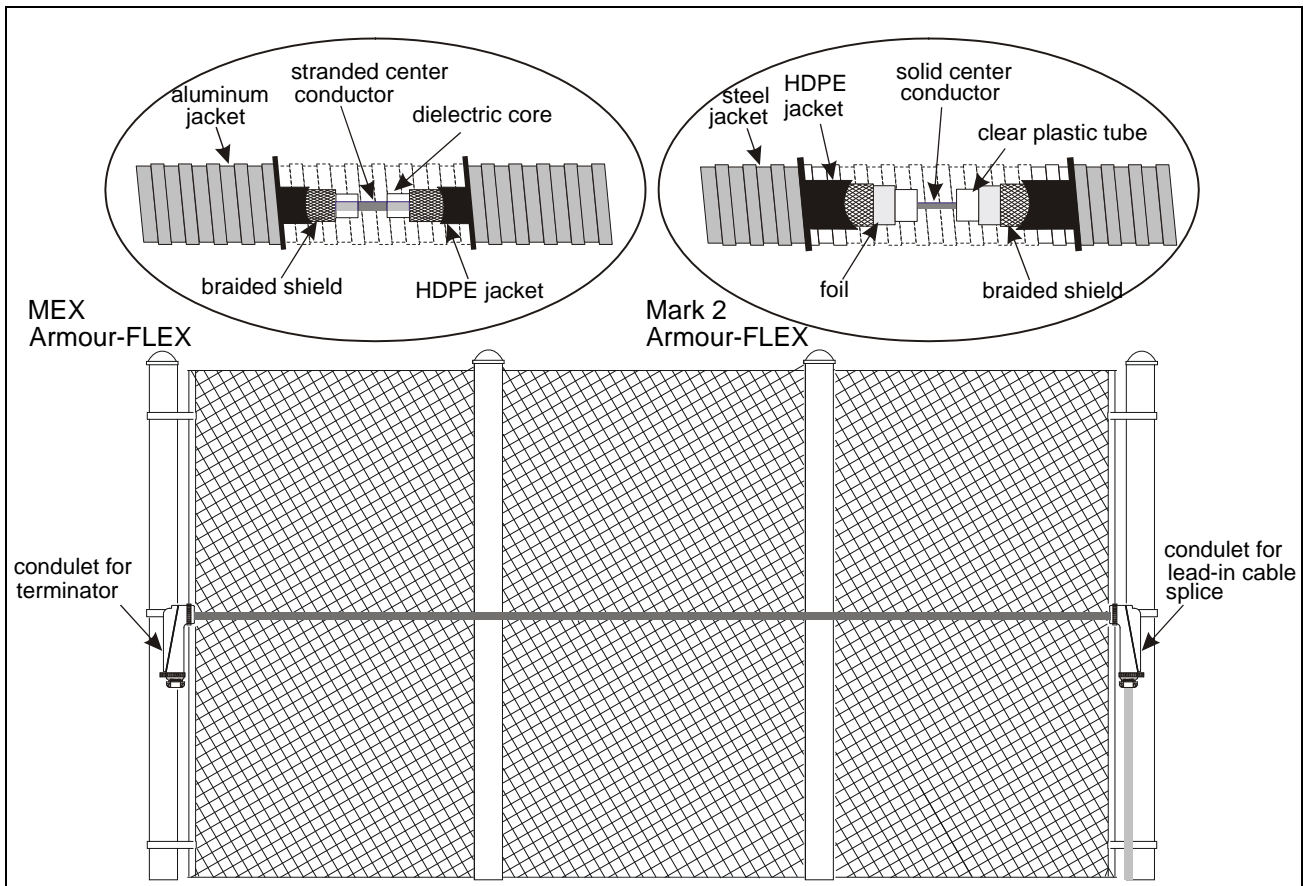 stranded center
conductor
aluminum
jacket
dielectric core
braided shield
HDPE jacket
MEX
Armour-FLEX
solid center
conductor
HDPE
jacket
steel
jacket
clear plastic tube
foil
braided shield
Mark 2
Armour-FLEX
condulet for
terminator
condulet for
lead-in cable
splice